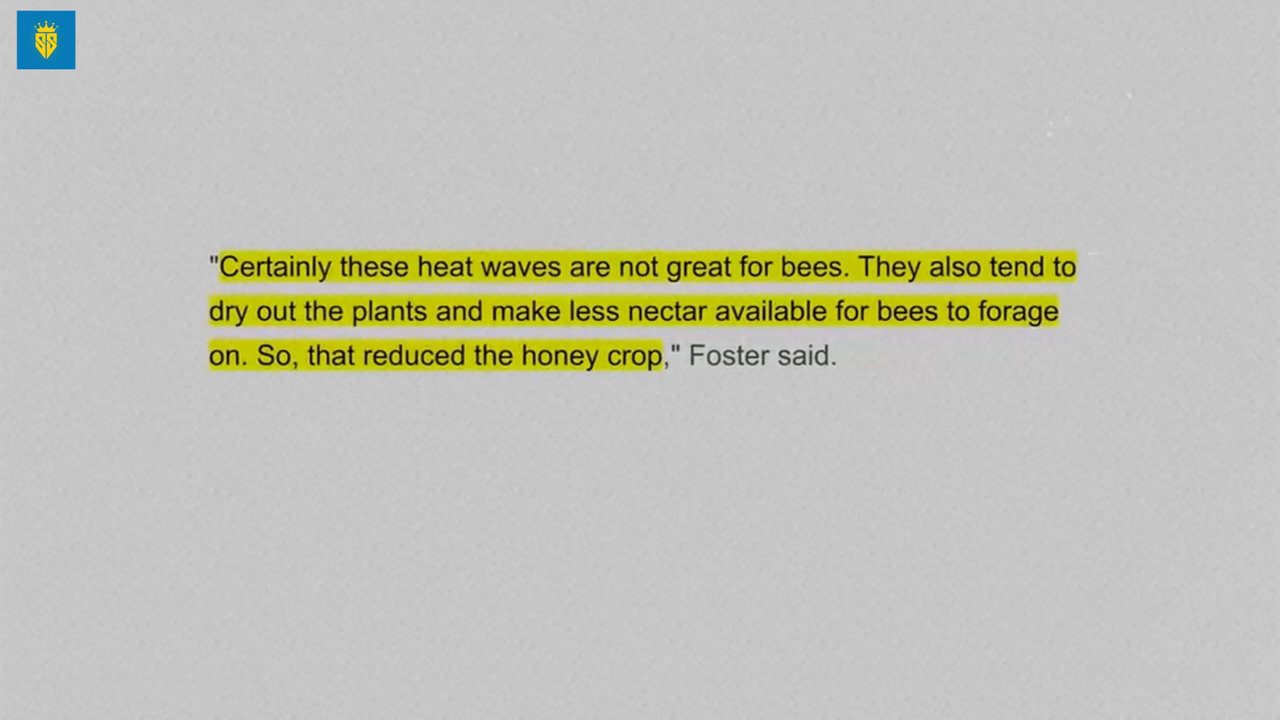 "Certainly these heat waves are not great for bees. They also tend to
dry out the plants and make less nectar available for bees to forage
on. So, that reduced the honey crop," Foster said.